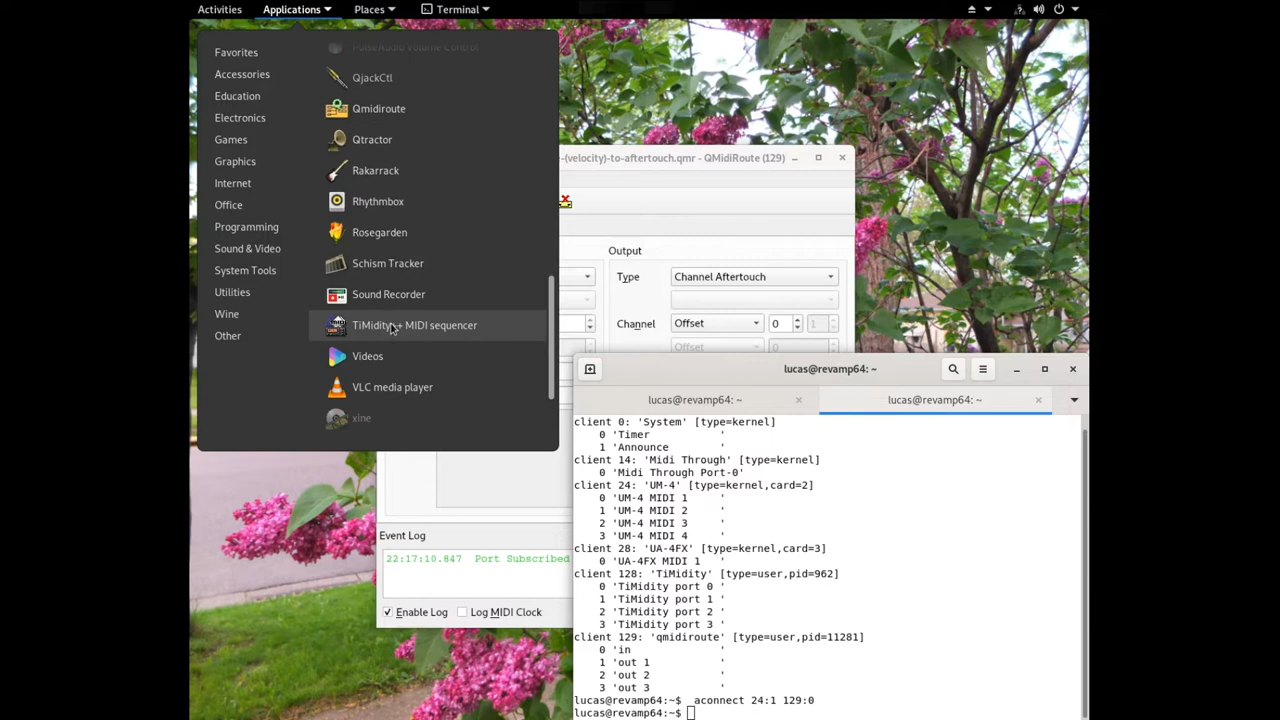 Activities Applications Places Terminal
Favorites
Accessories
Education
Electronics
Games
Graphics
Internet
Office
Programming
Sound & Video
System Tools
Utilities
Wine
Other
PulseAudio Volume Control
QjackCtl
Qmidiroute
Qtractor
Rakarrack
Rhythmbox
Rosegarden
Schism Tracker
Sound Recorder
TiMidity++ MIDI sequencer
Videos
VLC media player
xine
-(velocity)-to-aftertouch.qmr - QMidiRoute (129)
Output
Type Channel Aftertouch
Channel Offset 0 1
Offset 0
Event Log
22:17:10.847 Port Subscribed
Enable Log Log MIDI Clock
lucas@revamp64: ~
lucas@revamp64: ~ lucas@revamp64: ~
client 0: 'System' [type=kernel]
0 'Timer '
1 'Announce '
client 14: 'Midi Through' [type=kernel]
0 'Midi Through Port-0'
client 24: 'UM-4' [type=kernel,card=2]
0 'UM-4 MIDI 1 '
1 'UM-4 MIDI 2 '
2 'UM-4 MIDI 3 '
3 'UM-4 MIDI 4 '
client 28: 'UA-4FX' [type=kernel,card=3]
0 'UA-4FX MIDI 1 '
client 128: 'TiMidity' [type=user,pid=962]
0 'TiMidity port 0 '
1 'TiMidity port 1 '
2 'TiMidity port 2 '
3 'TiMidity port 3 '
client 129: 'qmidiroute' [type=user,pid=11281]
0 'in '
1 'out 1 '
2 'out 2 '
3 'out 3 '
lucas@revamp64:~$ aconnect 24:1 129:0
lucas@revamp64:~$